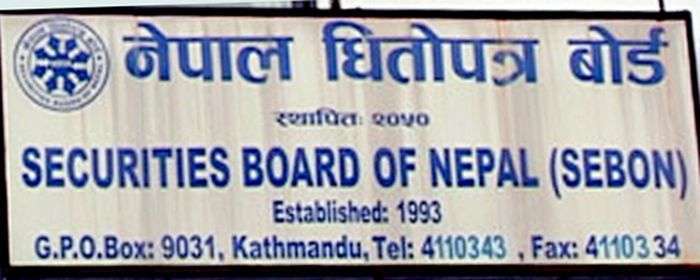 नेपाल धितोपत्र बोर्ड
स्थापितः २०५०
SECURITIES BOARD OF NEPAL (SEBON)
Established: 1993
G.P.O.Box: 9031, Kathmandu, Tel: 4110343 , Fax: 4110334